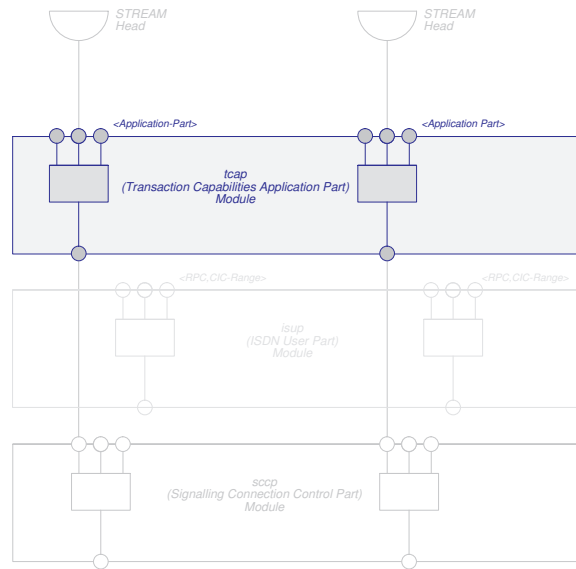 STREAM
Head
STREAM
Head
<Application-Part>
<Application Part>
tcap
(Transaction Capabilities Application Part)
Module
<RPC,CIC-Range>
<RPC,CIC-Range>
isup
(ISDN User Part)
Module
sccp
(Signalling Connection Control Part)
Module